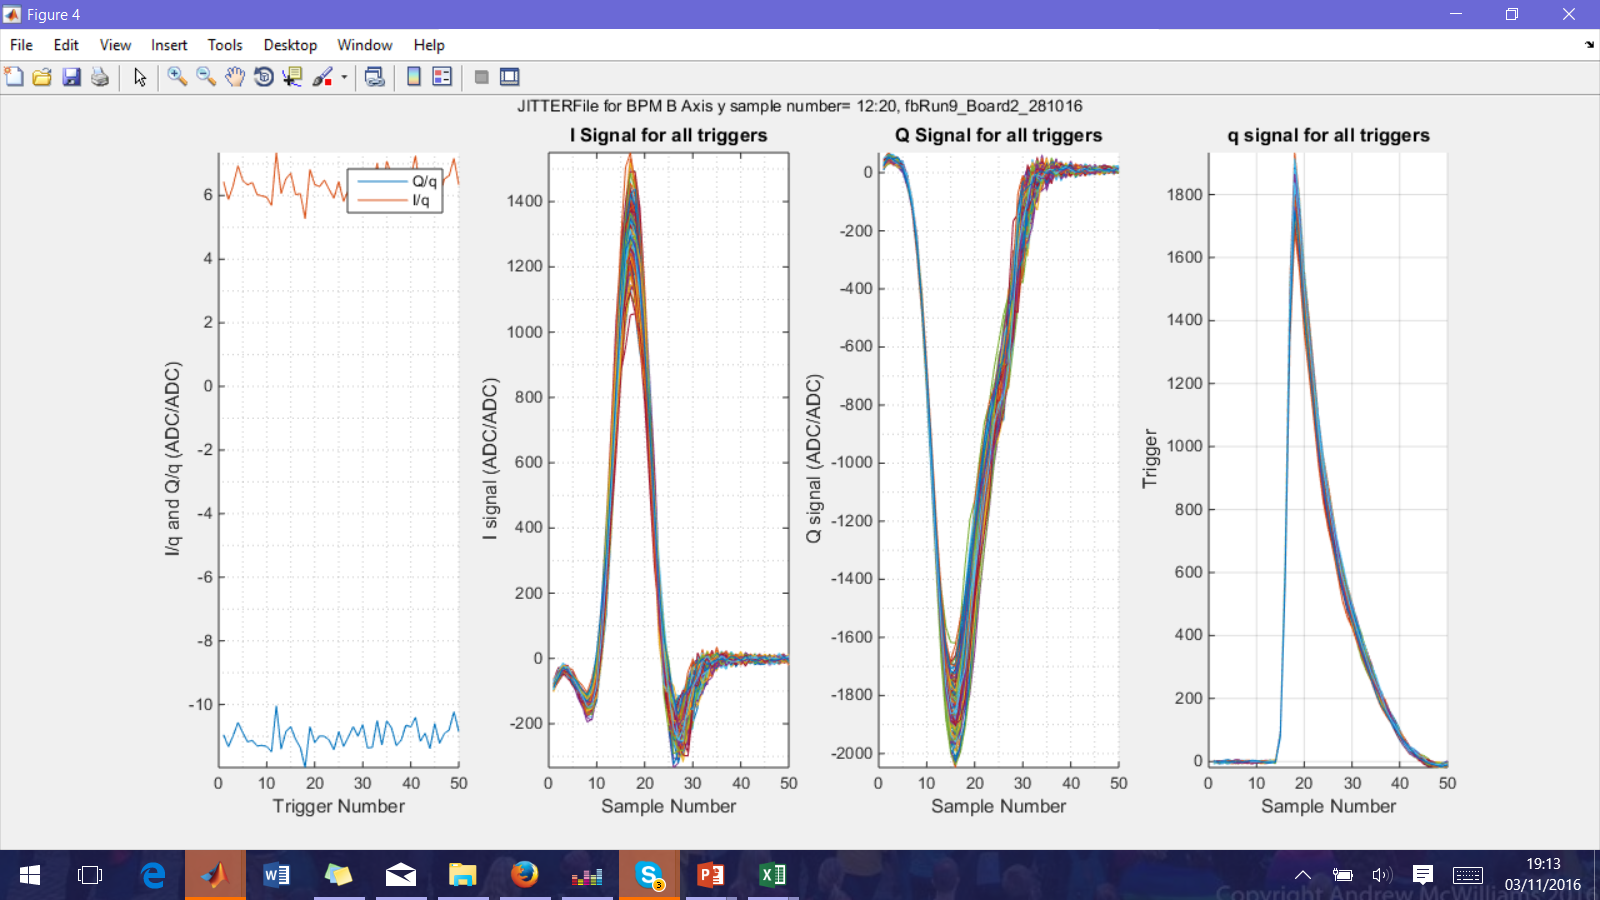 Figure 4
File Edit View Insert Tools Desktop Window Help
JITTERFile for BPM B Axis y sample number= 12:20, fbRun9_Board2_281016
I/q and Q/q (ADC/ADC)
6
4
2
0
-2
-4
-6
-8
-10
Q/q
I/q
0 10 20 30 40 50
Trigger Number
I Signal for all triggers
I signal (ADC/ADC)
1400
1200
1000
800
600
400
200
0
-200
0 10 20 30 40 50
Sample Number
Q Signal for all triggers
Q signal (ADC/ADC)
0
-200
-400
-600
-800
-1000
-1200
-1400
-1600
-1800
-2000
0 10 20 30 40 50
Sample Number
q signal for all triggers
Trigger
1800
1600
1400
1200
1000
800
600
400
200
0
0 10 20 30 40 50
Sample Number
3
19:13
03/11/2016
Copyright Andrew McWilliams 2016